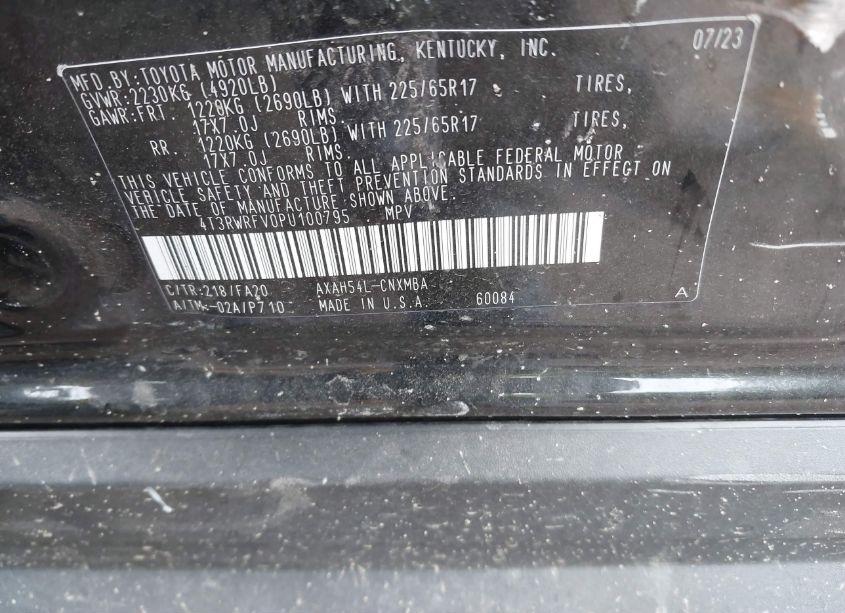 MFD.BY:TOYOTA MOTOR MANUFACTURING, KENTUCKY, INC. 07/23
GVWR:2230KG (4920LB)
GAWR:FRT. 1220KG (2690LB) WITH 225/65R17 TIRES,
17X7.0J RIMS.
RR. 1220KG (2690LB) WITH 225/65R17 TIRES,
17X7.0J RIMS.
THIS VEHICLE CONFORMS TO ALL APPLICABLE FEDERAL MOTOR
VEHICLE SAFETY AND THEFT PREVENTION STANDARDS IN EFFECT ON
THE DATE OF MANUFACTURE SHOWN ABOVE.
4T3RWRFV0PU100795 MPV
C/TR:218/FA20 AXAH54L-CNXMBA
A/TM:-02A/P710 MADE IN U.S.A. 60084 A